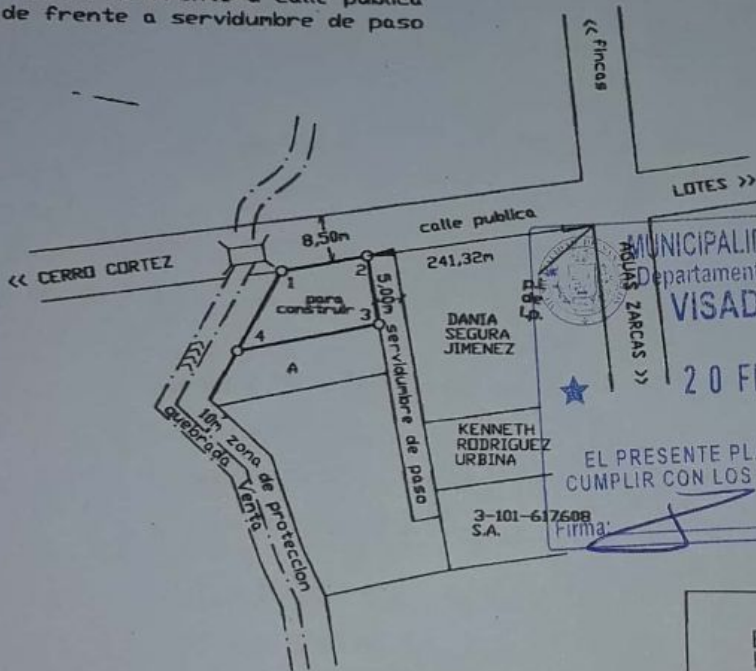 de frente a servidumbre de paso
<< fincas
LOTES >>
calle publica
8,50m
241,32m
<< CERRO CORTEZ
1
2
3
4
para
construir
5,00m servidumbre de paso
A
DANIA
SEGURA
JIMENEZ
KENNETH
RODRIGUEZ
URBINA
3-101-617608
S.A.
10m zona de proteccion
quebrada Venta
AGUAS ZARCAS >>
Departamen
VISAD
20 F
EL PRESENTE PL
CUMPLIR CON LOS
Firma: